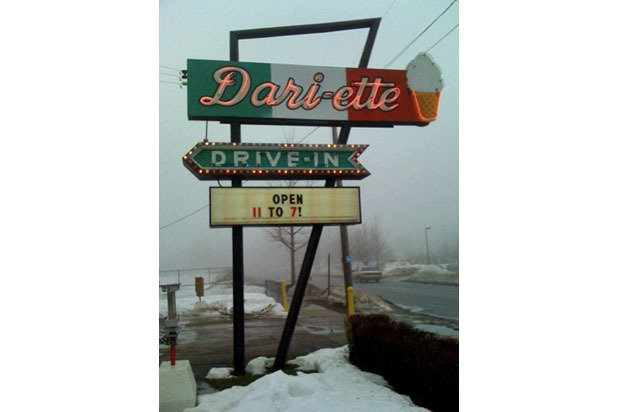 Dari-ette
DRIVE-IN
OPEN
11 TO 7!